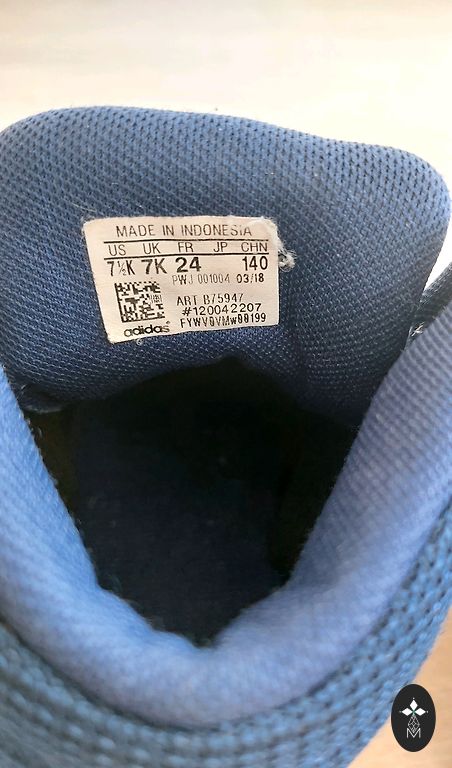 MADE IN INDONESIA
US UK FR JP CHN
7½K 7K 24 140
PWJ 001004 03/18
ART B75947
#120042207
FYWVQVMW00199
adidas
M